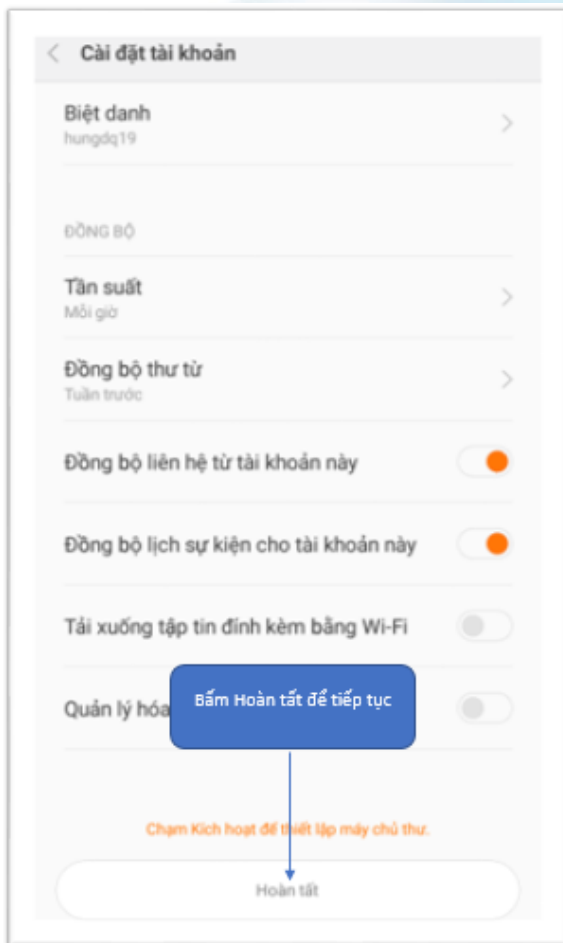 Cài đặt tài khoản
Biệt danh
hungdq19
ĐỒNG BỘ
Tần suất
Mỗi giờ
Đồng bộ thư từ
Tuần trước
Đồng bộ liên hệ từ tài khoản này
Đồng bộ lịch sự kiện cho tài khoản này
Tải xuống tập tin đính kèm bằng Wi-Fi
Quản lý hóa
Bấm Hoàn tất để tiếp tục
Chạm Kích hoạt để thiết lập máy chủ thư.
Hoàn tất